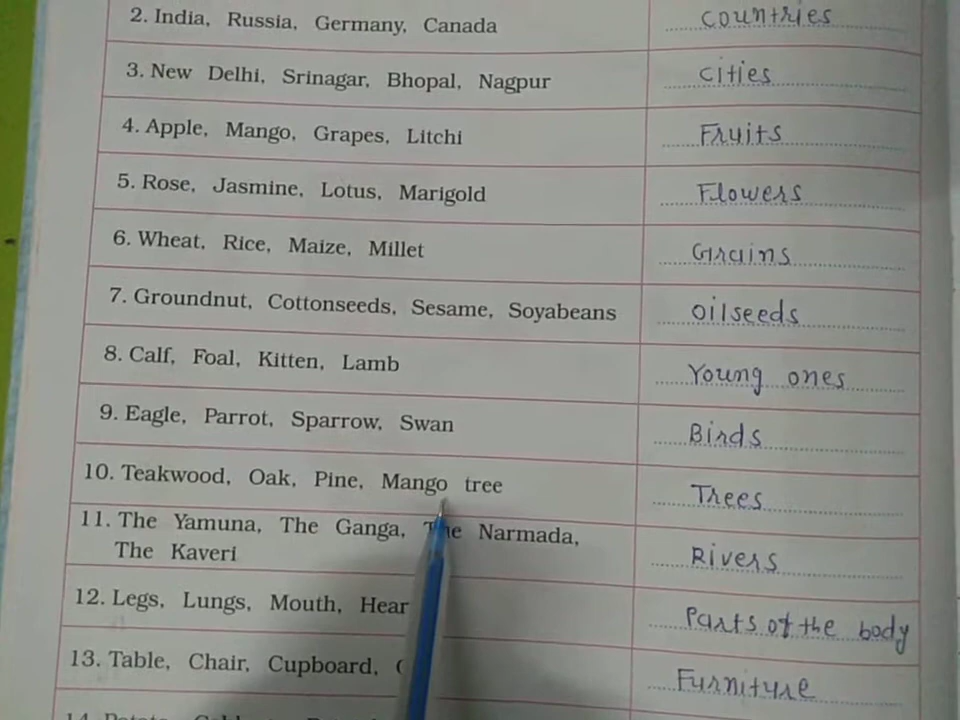 2. India, Russia, Germany, Canada countries
3. New Delhi, Srinagar, Bhopal, Nagpur cities
4. Apple, Mango, Grapes, Litchi Fruits
5. Rose, Jasmine, Lotus, Marigold Flowers
6. Wheat, Rice, Maize, Millet Grains
7. Groundnut, Cottonseeds, Sesame, Soyabeans oilseeds
8. Calf, Foal, Kitten, Lamb Young ones
9. Eagle, Parrot, Sparrow, Swan Birds
10. Teakwood, Oak, Pine, Mango tree Trees
11. The Yamuna, The Ganga, The Narmada,
The Kaveri Rivers
12. Legs, Lungs, Mouth, Parts of the body
13. Table, Chair, Cupboard, Furniture